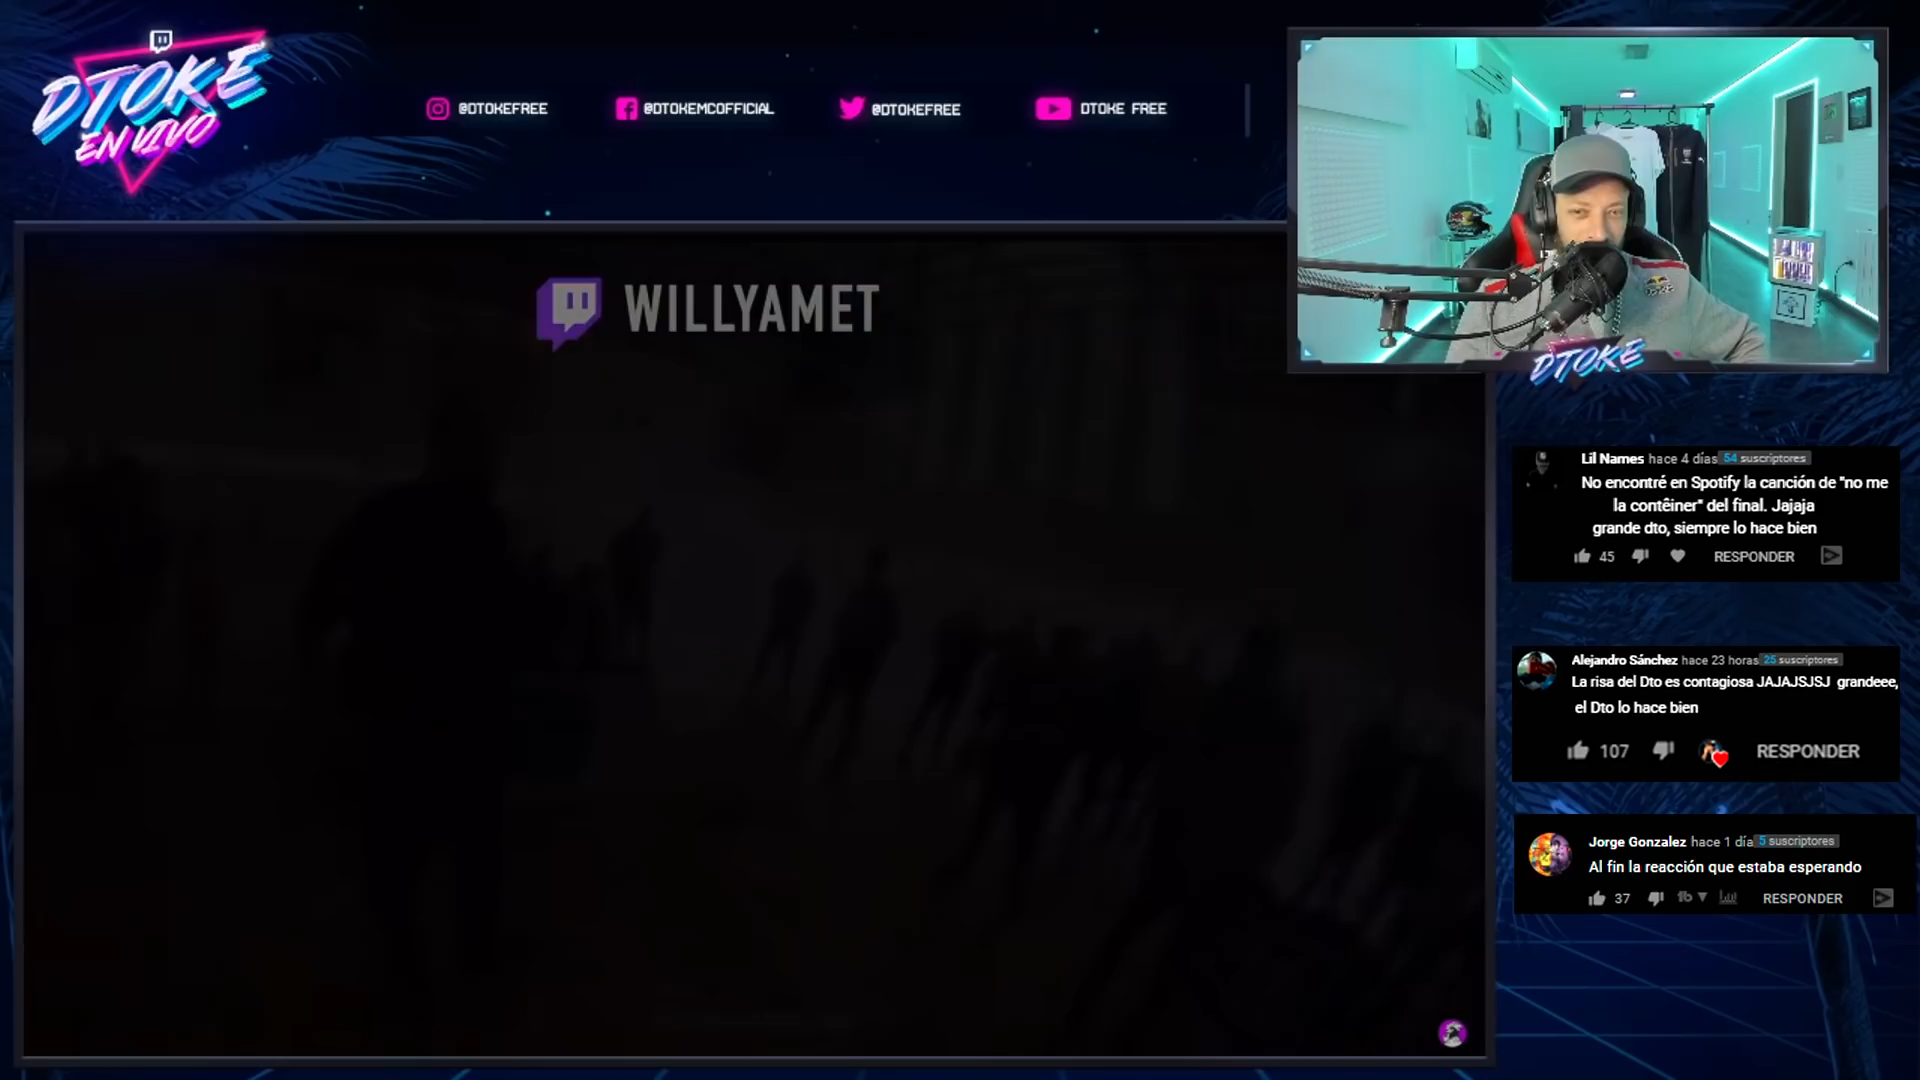 DTOKE
EN VIVO
@DTOKEFREE
@DTOKEMCOFFICIAL
@DTOKEFREE
DTOKE FREE
WILLYAMET
DTOKE
Lil Names hace 4 días 54 suscriptores
No encontré en Spotify la canción de "no me
la contêiner" del final. Jajaja
grande dto, siempre lo hace bien
45 RESPONDER
Alejandro Sánchez hace 23 horas 25 suscriptores
La risa del Dto es contagiosa JAJAJSJSJ grandeee,
el Dto lo hace bien
107 RESPONDER
Jorge Gonzalez hace 1 día 5 suscriptores
Al fin la reacción que estaba esperando
37 RESPONDER